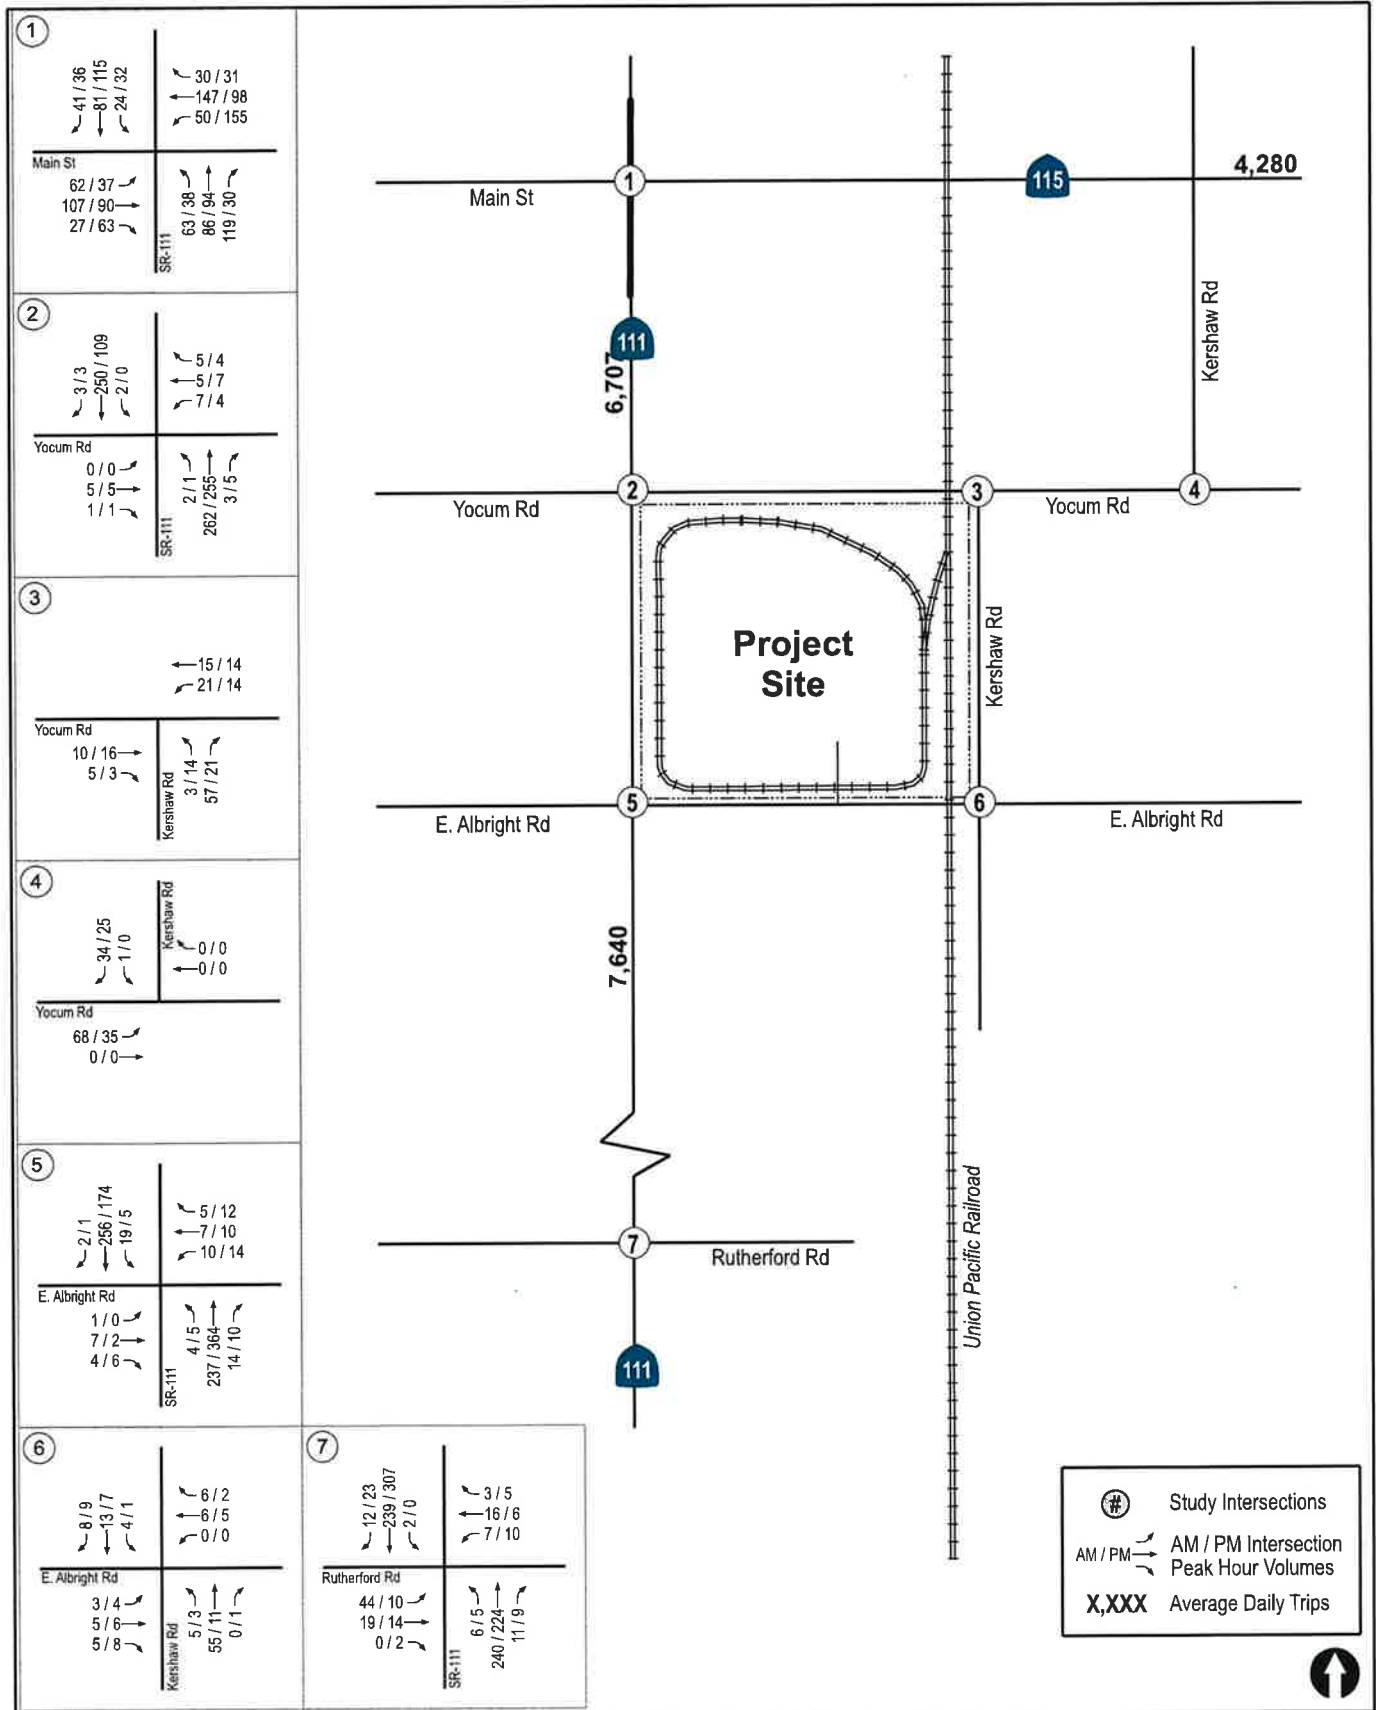 1
41 / 36
81 / 115
24 / 32
30 / 31
147 / 98
50 / 155
Main St
62 / 37
107 / 90
27 / 63
SR-111
63 / 38
86 / 94
119 / 30
2
3 / 3
250 / 109
2 / 0
5 / 4
5 / 7
7 / 4
Yocum Rd
0 / 0
5 / 5
1 / 1
SR-111
2 / 1
262 / 255
3 / 5
3
15 / 14
21 / 14
Yocum Rd
10 / 16
5 / 3
Kershaw Rd
3 / 14
57 / 21
4
34 / 25
1 / 0
Kershaw Rd
0 / 0
0 / 0
Yocum Rd
68 / 35
0 / 0
5
2 / 1
256 / 174
19 / 5
5 / 12
7 / 10
10 / 14
E. Albright Rd
1 / 0
7 / 2
4 / 6
SR-111
4 / 5
237 / 364
14 / 10
6
8 / 9
13 / 7
4 / 1
6 / 2
6 / 5
0 / 0
E. Albright Rd
3 / 4
5 / 6
5 / 8
Kershaw Rd
5 / 3
55 / 11
0 / 1
7
12 / 23
239 / 307
2 / 0
3 / 5
16 / 6
7 / 10
Rutherford Rd
44 / 10
19 / 14
0 / 2
SR-111
6 / 5
240 / 224
11 / 9
1
Main St
115
4,280
111
6,707
Kershaw Rd
2
3
4
Yocum Rd
Yocum Rd
Project
Site
Kershaw Rd
5
6
E. Albright Rd
E. Albright Rd
7,640
7
Rutherford Rd
111
Union Pacific Railroad
# Study Intersections
AM / PM AM / PM Intersection
Peak Hour Volumes
X,XXX Average Daily Trips